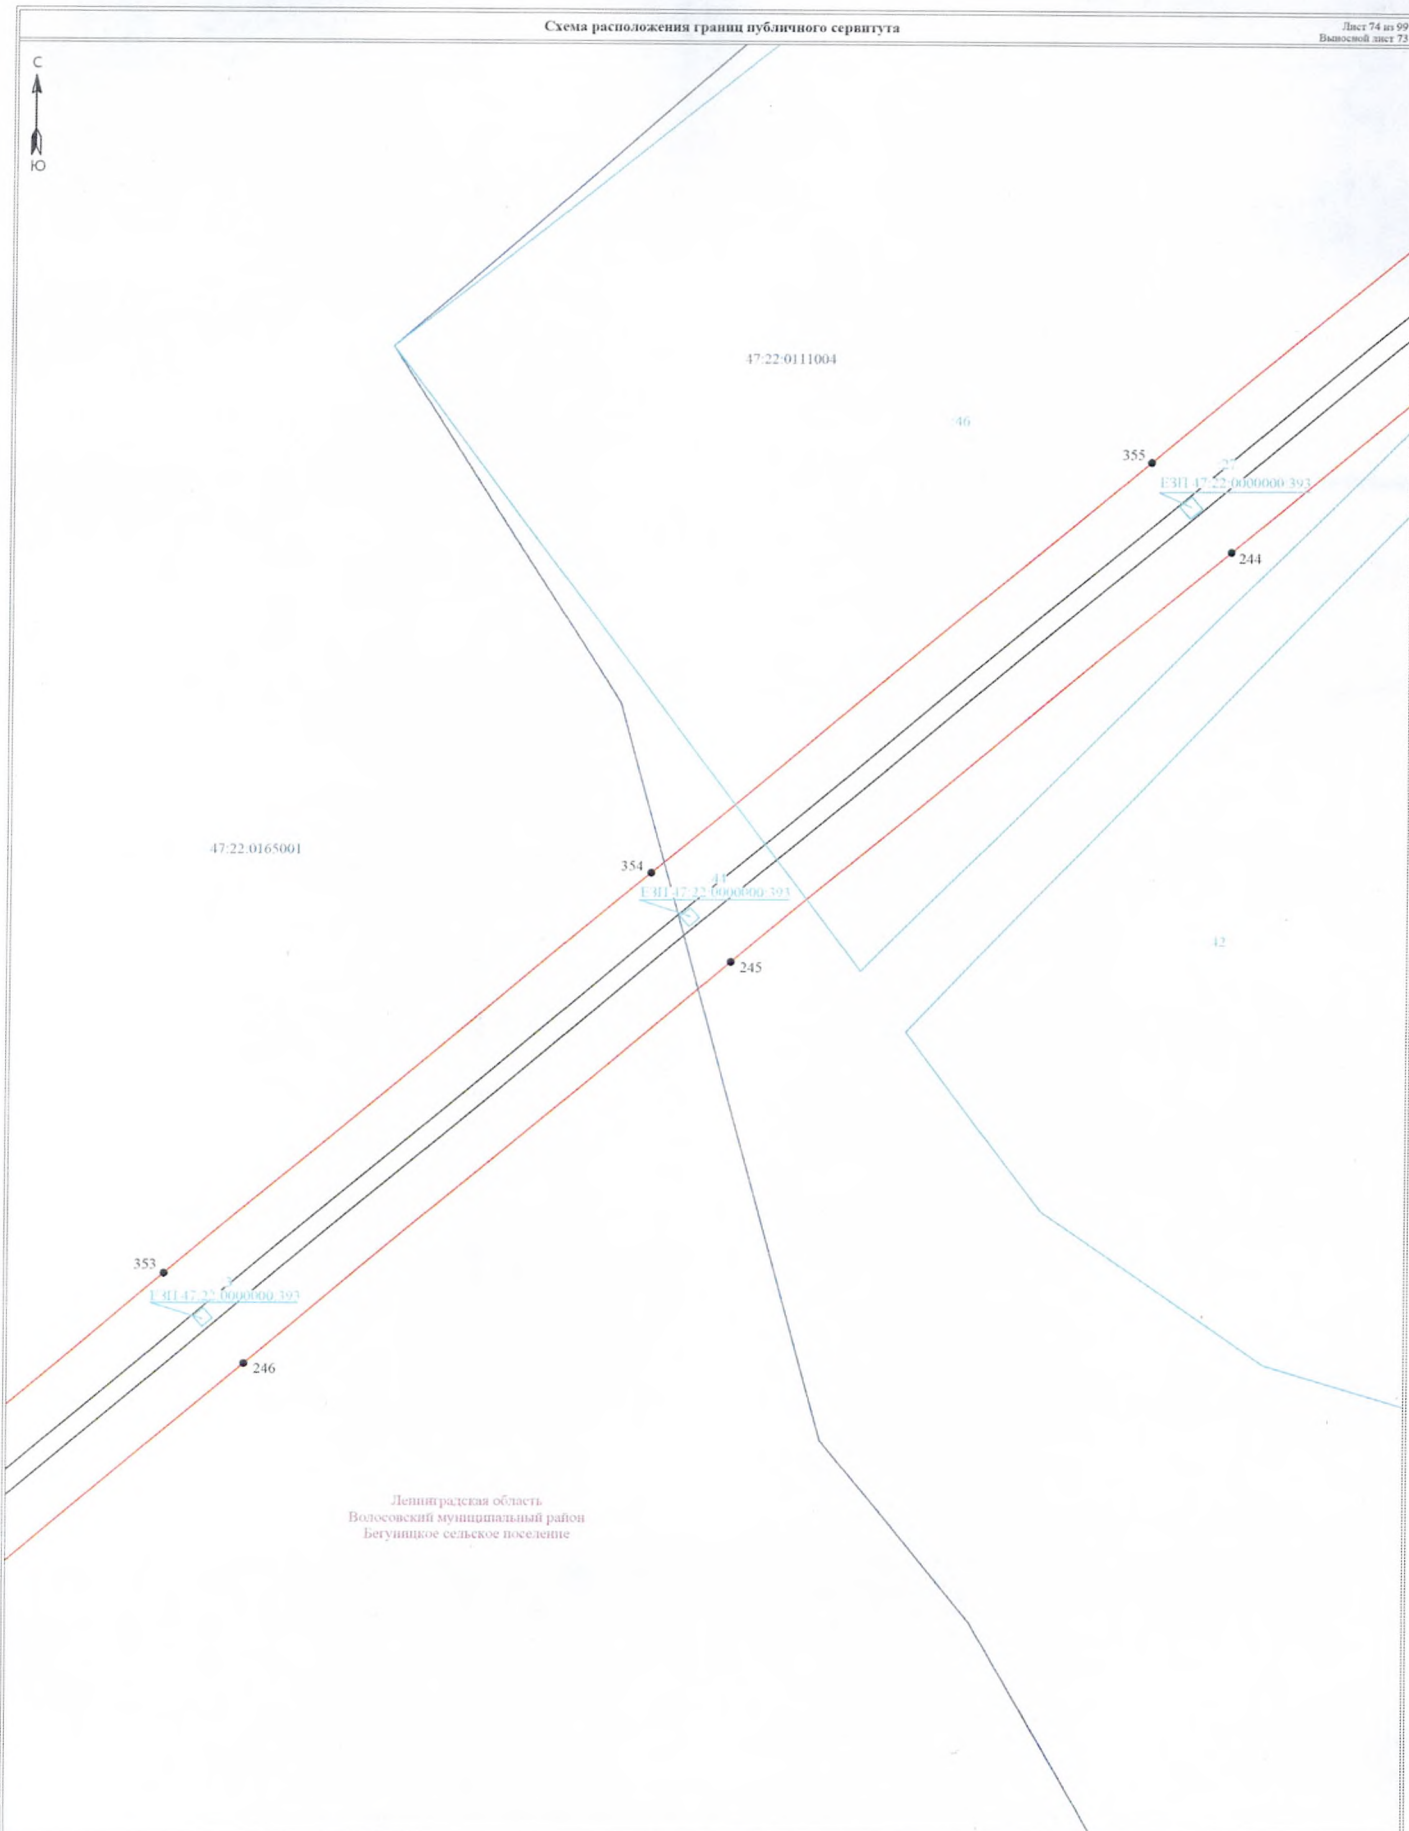 Схема расположения границ публичного сервитута
Лист 74 из 99
Выносной лист 73
С
Ю
47:22:0111004
:46
355
27
ЕЗП 47:22:0000000:393
244
47:22:0165001
354
44
ЕЗП 47:22:0000000:393
245
42
353
3
ЕЗП 47:22:0000000:393
246
Ленинградская область
Волосовский муниципальный район
Бегуницкое сельское поселение